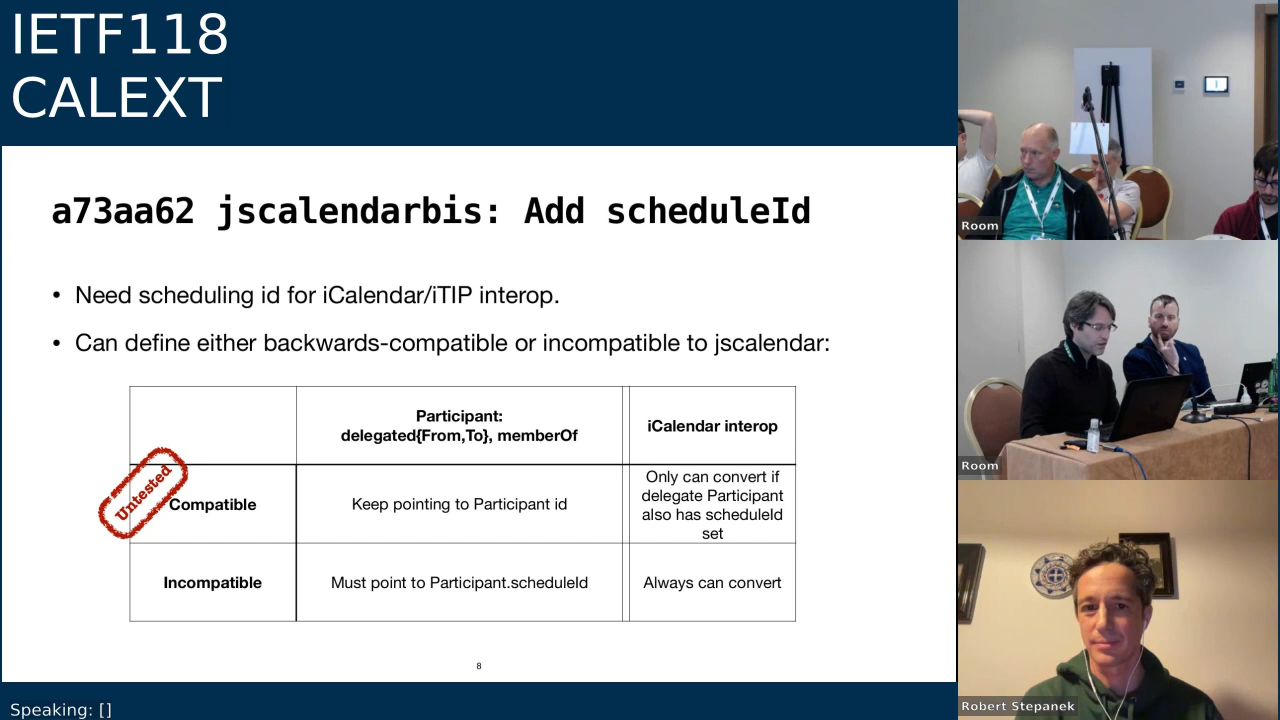 IETF118
CALEXT
a73aa62 jscalendarbis: Add scheduleId
• Need scheduling id for iCalendar/iTIP interop.
• Can define either backwards-compatible or incompatible to jscalendar:
Participant:
delegated{From,To}, memberOf
iCalendar interop
Untested
Compatible
Keep pointing to Participant id
Only can convert if
delegate Participant
also has scheduleId
set
Incompatible
Must point to Participant.scheduleId
Always can convert
8
Speaking: []
Room
Room
Robert Stepanek